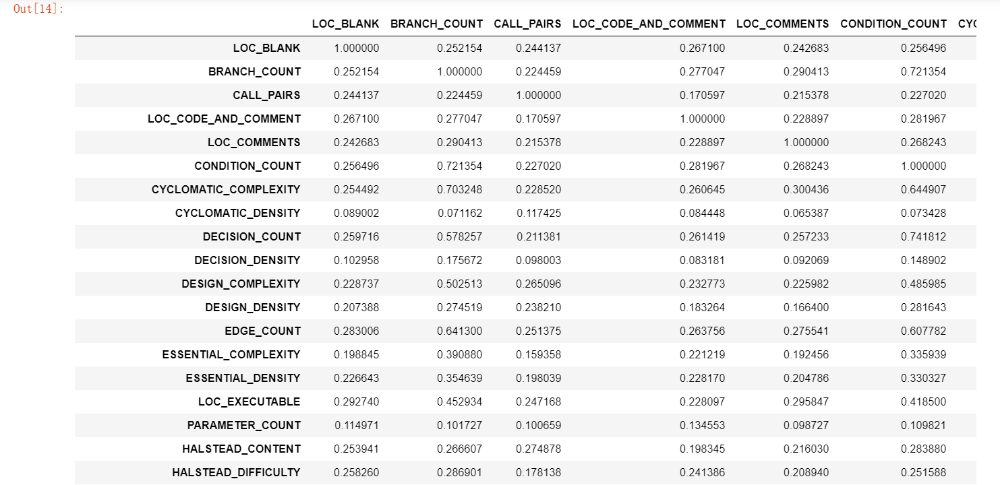 Out[14]:
LOC_BLANK BRANCH_COUNT CALL_PAIRS LOC_CODE_AND_COMMENT LOC_COMMENTS CONDITION_COUNT CYC
LOC_BLANK 1.000000 0.252154 0.244137 0.267100 0.242683 0.256496
BRANCH_COUNT 0.252154 1.000000 0.224459 0.277047 0.290413 0.721354
CALL_PAIRS 0.244137 0.224459 1.000000 0.170597 0.215378 0.227020
LOC_CODE_AND_COMMENT 0.267100 0.277047 0.170597 1.000000 0.228897 0.281967
LOC_COMMENTS 0.242683 0.290413 0.215378 0.228897 1.000000 0.268243
CONDITION_COUNT 0.256496 0.721354 0.227020 0.281967 0.268243 1.000000
CYCLOMATIC_COMPLEXITY 0.254492 0.703248 0.228520 0.260645 0.300436 0.644907
CYCLOMATIC_DENSITY 0.089002 0.071162 0.117425 0.084448 0.065387 0.073428
DECISION_COUNT 0.259716 0.578257 0.211381 0.261419 0.257233 0.741812
DECISION_DENSITY 0.102958 0.175672 0.098003 0.083181 0.092069 0.148902
DESIGN_COMPLEXITY 0.228737 0.502513 0.265096 0.232773 0.225982 0.485985
DESIGN_DENSITY 0.207388 0.274519 0.238210 0.183264 0.166400 0.281643
EDGE_COUNT 0.283006 0.641300 0.251375 0.263756 0.275541 0.607782
ESSENTIAL_COMPLEXITY 0.198845 0.390880 0.159358 0.221219 0.192456 0.335939
ESSENTIAL_DENSITY 0.226643 0.354639 0.198039 0.228170 0.204786 0.330327
LOC_EXECUTABLE 0.292740 0.452934 0.247168 0.228097 0.295847 0.418500
PARAMETER_COUNT 0.114971 0.101727 0.100659 0.134553 0.098727 0.109821
HALSTEAD_CONTENT 0.253941 0.266607 0.274878 0.198345 0.216030 0.283880
HALSTEAD_DIFFICULTY 0.258260 0.286901 0.178138 0.241386 0.208940 0.251588